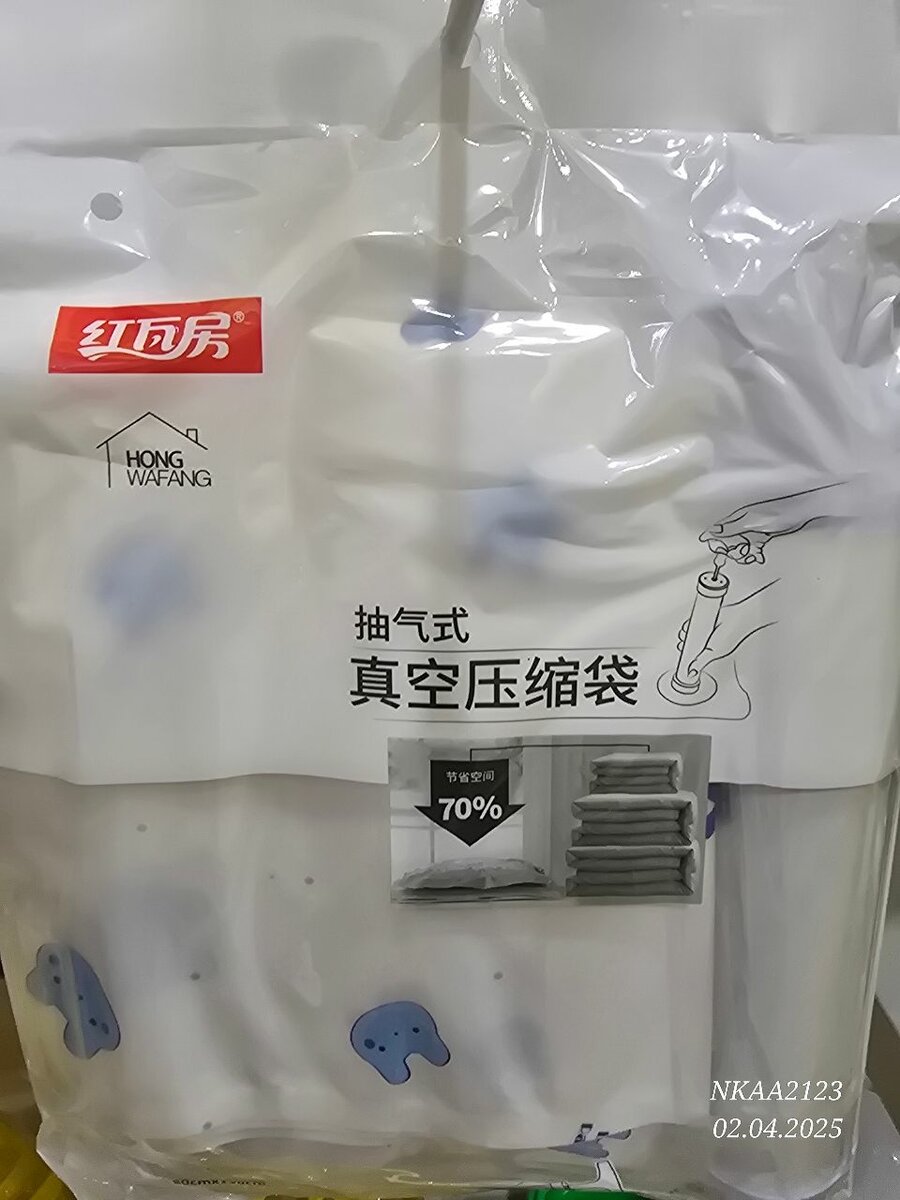 红瓦房®
HONG
WAFANG
抽气式
真空压缩袋
节省空间
70%
NKAA2123
02.04.2025